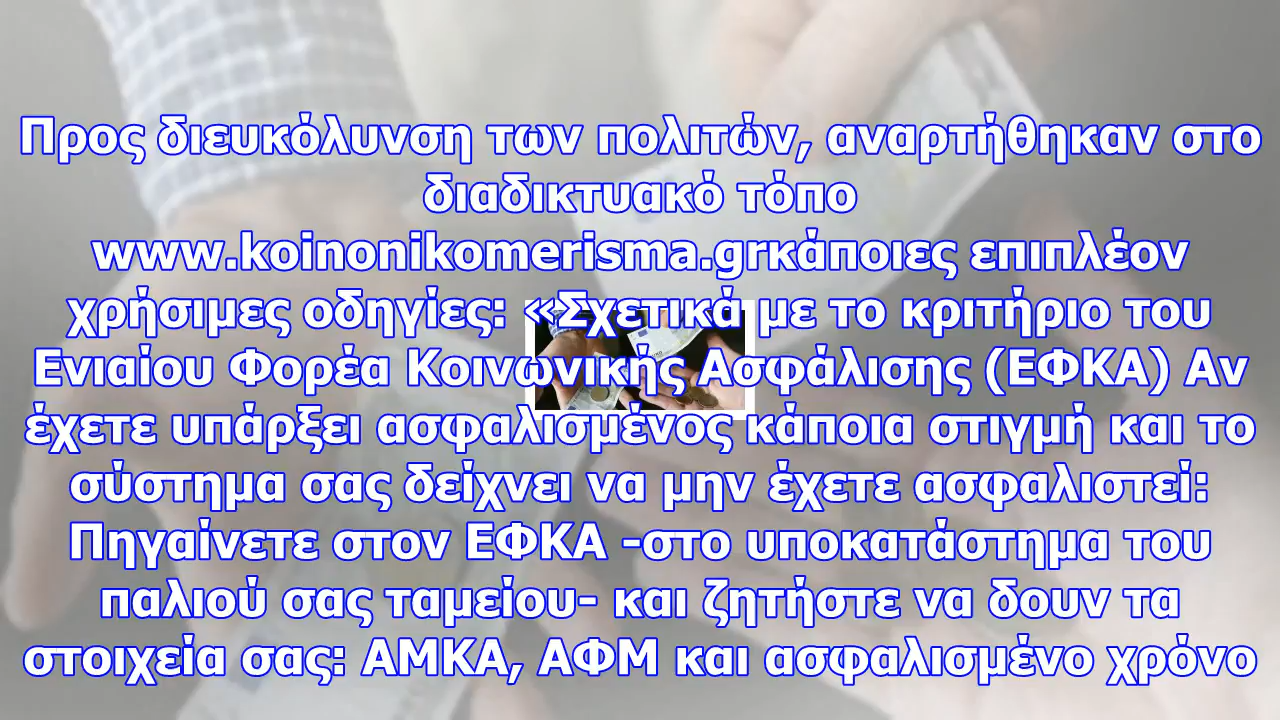 Προς διευκόλυνση των πολιτών, αναρτήθηκαν στο
διαδικτυακό τόπο
www.koinonikomerisma.grκάποιες επιπλέον
χρήσιμες οδηγίες: «Σχετικά με το κριτήριο του
Ενιαίου Φορέα Κοινωνικής Ασφάλισης (ΕΦΚΑ) Αν
έχετε υπάρξει ασφαλισμένος κάποια στιγμή και το
σύστημα σας δείχνει να μην έχετε ασφαλιστεί:
Πηγαίνετε στον ΕΦΚΑ -στο υποκατάστημα του
παλιού σας ταμείου- και ζητήστε να δουν τα
στοιχεία σας: ΑΜΚΑ, ΑΦΜ και ασφαλισμένο χρόνο